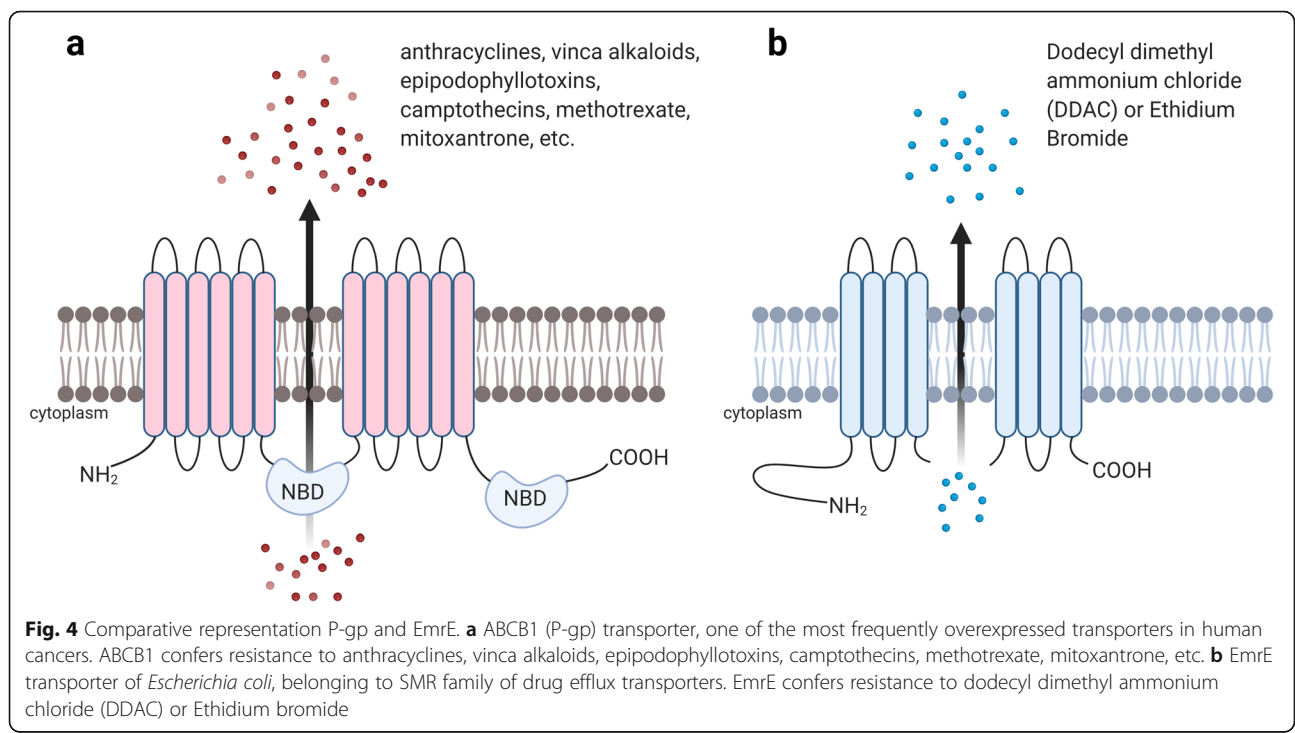 a
anthracyclines, vinca alkaloids,
epipodophyllotoxins,
camptothecins, methotrexate,
mitoxantrone, etc.
cytoplasm
NH₂
NBD
NBD
COOH
b
Dodecyl dimethyl
ammonium chloride
(DDAC) or Ethidium
Bromide
cytoplasm
NH₂
COOH
Fig. 4 Comparative representation P-gp and EmrE. a ABCB1 (P-gp) transporter, one of the most frequently overexpressed transporters in human
cancers. ABCB1 confers resistance to anthracyclines, vinca alkaloids, epipodophyllotoxins, camptothecins, methotrexate, mitoxantrone, etc. b EmrE
transporter of Escherichia coli, belonging to SMR family of drug efflux transporters. EmrE confers resistance to dodecyl dimethyl ammonium
chloride (DDAC) or Ethidium bromide